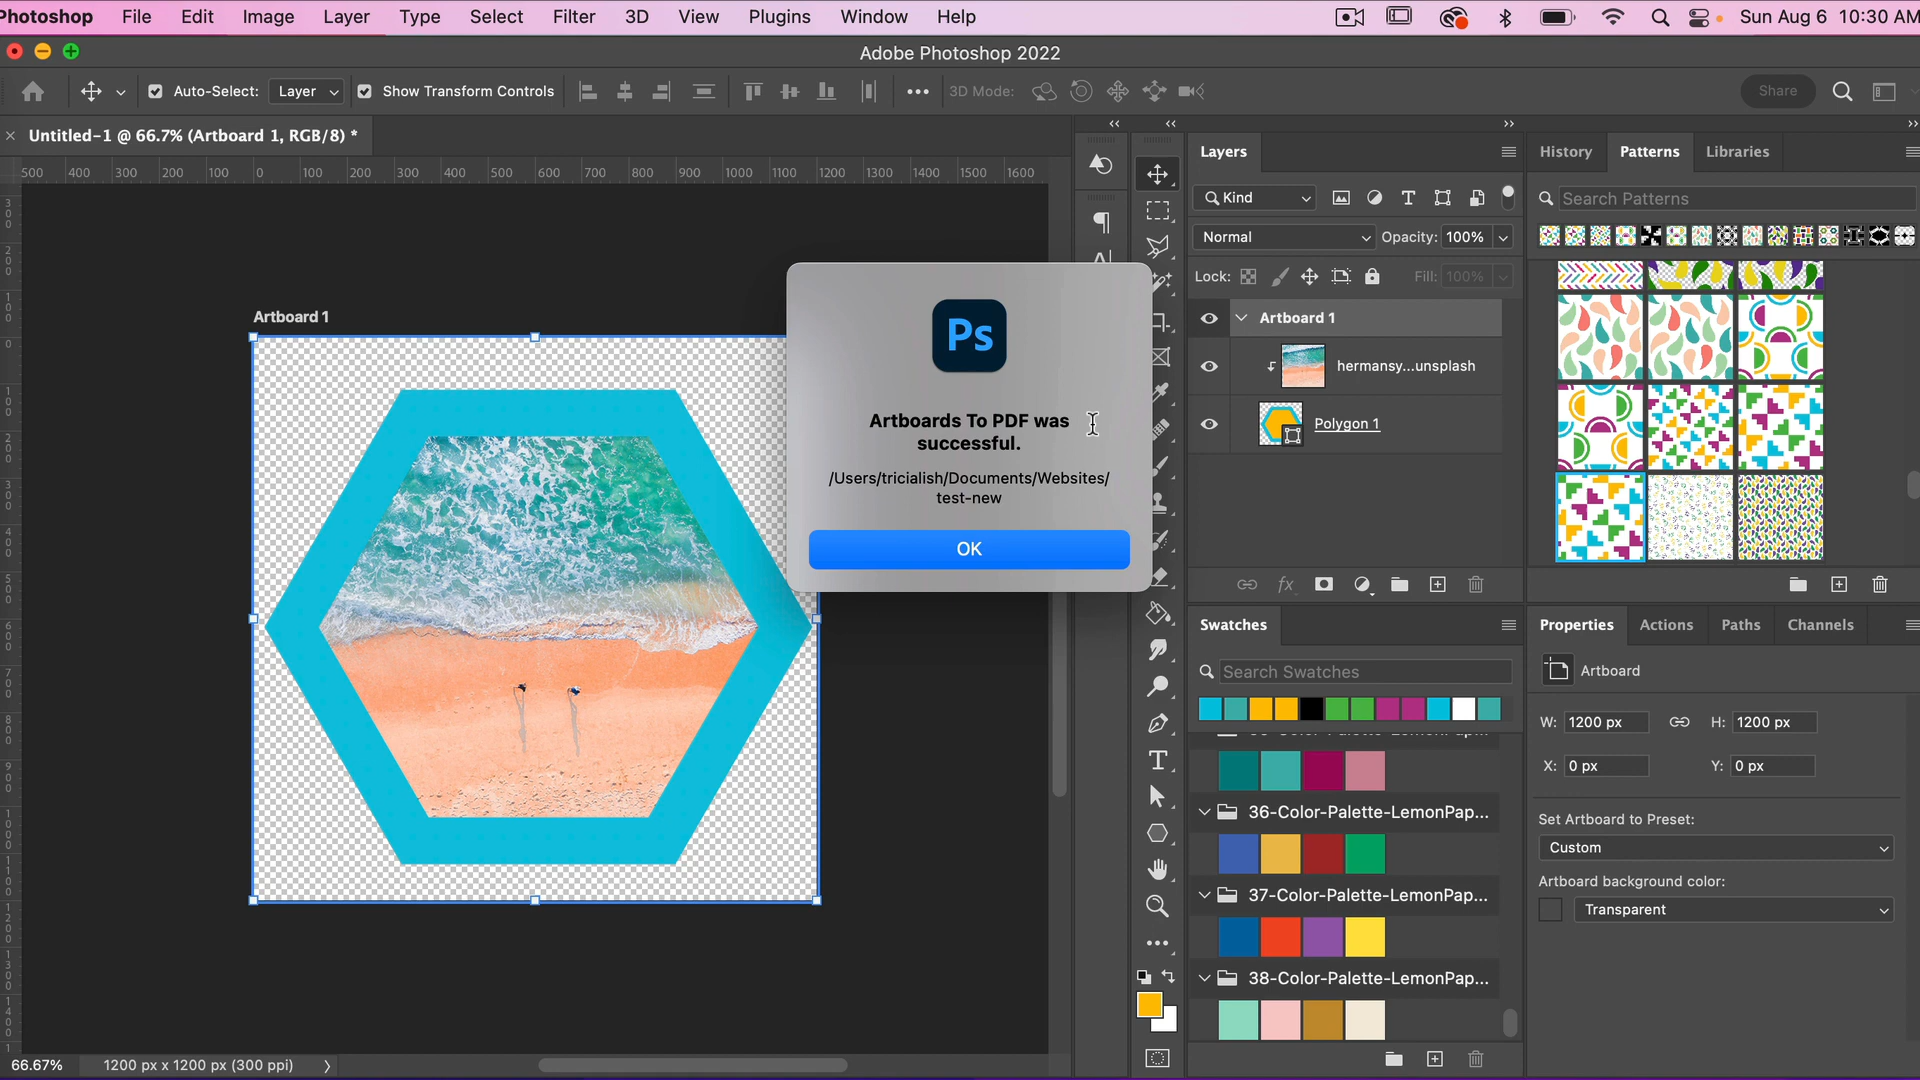 Photoshop File Edit Image Layer Type Select Filter 3D View Plugins Window Help Sun Aug 6 10:30 AM
Adobe Photoshop 2022
Auto-Select: Layer Show Transform Controls 3D Mode: Share
Untitled-1 @ 66.7% (Artboard 1, RGB/8) *
500 400 300 200 100 0 100 200 300 400 500 600 700 800 900 1000 1100 1200 1300 1400 1500 1600
Artboard 1
Ps
Artboards To PDF was
successful.
/Users/tricialish/Documents/Websites/
test-new
OK
Layers
Kind
Normal Opacity: 100%
Lock: Fill: 100%
Artboard 1
hermansy...unsplash
Polygon 1
fx
Swatches
Search Swatches
36-Color-Palette-LemonPap...
37-Color-Palette-LemonPap...
38-Color-Palette-LemonPap...
History Patterns Libraries
Search Patterns
Properties Actions Paths Channels
Artboard
W: 1200 px H: 1200 px
X: 0 px Y: 0 px
Set Artboard to Preset:
Custom
Artboard background color:
Transparent
66.67% 1200 px x 1200 px (300 ppi)